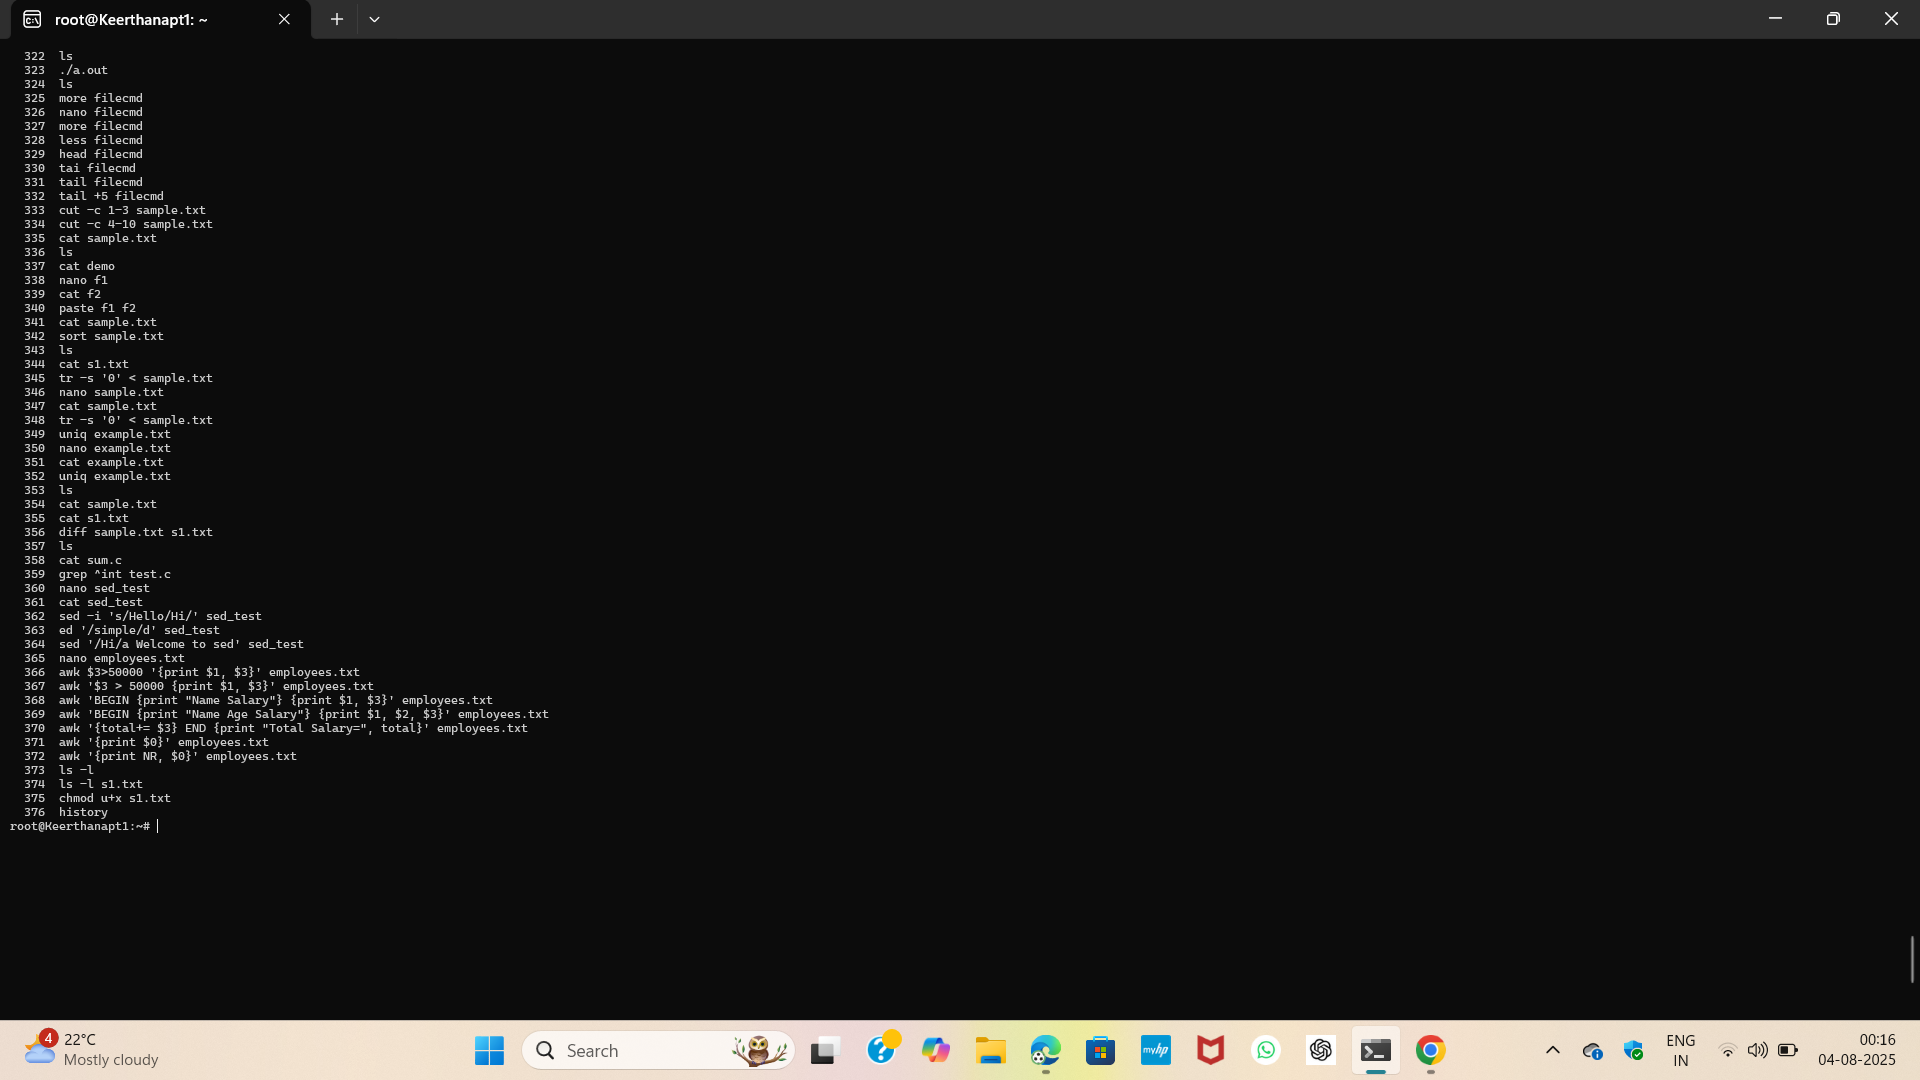 root@Keerthanapt1: ~
322 ls
323 ./a.out
324 ls
325 more filecmd
326 nano filecmd
327 more filecmd
328 less filecmd
329 head filecmd
330 tai filecmd
331 tail filecmd
332 tail +5 filecmd
333 cut -c 1-3 sample.txt
334 cut -c 4-10 sample.txt
335 cat sample.txt
336 ls
337 cat demo
338 nano f1
339 cat f2
340 paste f1 f2
341 cat sample.txt
342 sort sample.txt
343 ls
344 cat s1.txt
345 tr -s '0' < sample.txt
346 nano sample.txt
347 cat sample.txt
348 tr -s '0' < sample.txt
349 uniq example.txt
350 nano example.txt
351 cat example.txt
352 uniq example.txt
353 ls
354 cat sample.txt
355 cat s1.txt
356 diff sample.txt s1.txt
357 ls
358 cat sum.c
359 grep ^int test.c
360 nano sed_test
361 cat sed_test
362 sed -i 's/Hello/Hi/' sed_test
363 ed '/simple/d' sed_test
364 sed '/Hi/a Welcome to sed' sed_test
365 nano employees.txt
366 awk $3>50000 '{print $1, $3}' employees.txt
367 awk '$3 > 50000 {print $1, $3}' employees.txt
368 awk 'BEGIN {print "Name Salary"} {print $1, $3}' employees.txt
369 awk 'BEGIN {print "Name Age Salary"} {print $1, $2, $3}' employees.txt
370 awk '{total+= $3} END {print "Total Salary=", total}' employees.txt
371 awk '{print $0}' employees.txt
372 awk '{print NR, $0}' employees.txt
373 ls -l
374 ls -l s1.txt
375 chmod u+x s1.txt
376 history
root@Keerthanapt1:~#
4
22°C
Mostly cloudy
Search
myhp
ENG
IN
00:16
04-08-2025